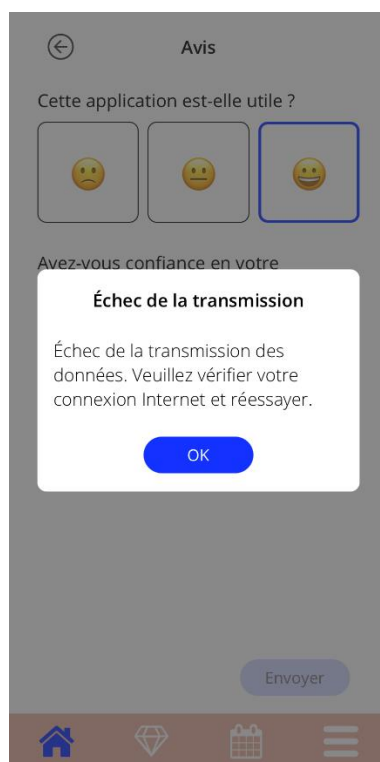 Avis
Cette application est-elle utile ?
Avez-vous confiance en votre
Échec de la transmission
Échec de la transmission des
données. Veuillez vérifier votre
connexion Internet et réessayer.
OK
Envoyer